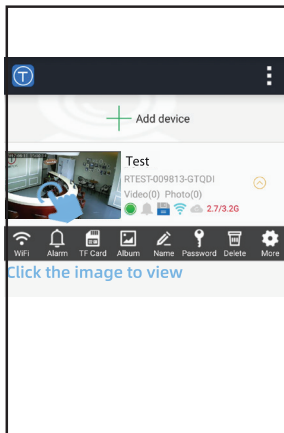 T
Add device
Test
RTEST-009813-GTQDI
Video(0) Photo(0)
2.7/3.2G
WiFi Alarm TF Card Album Name Password Delete More
Click the image to view